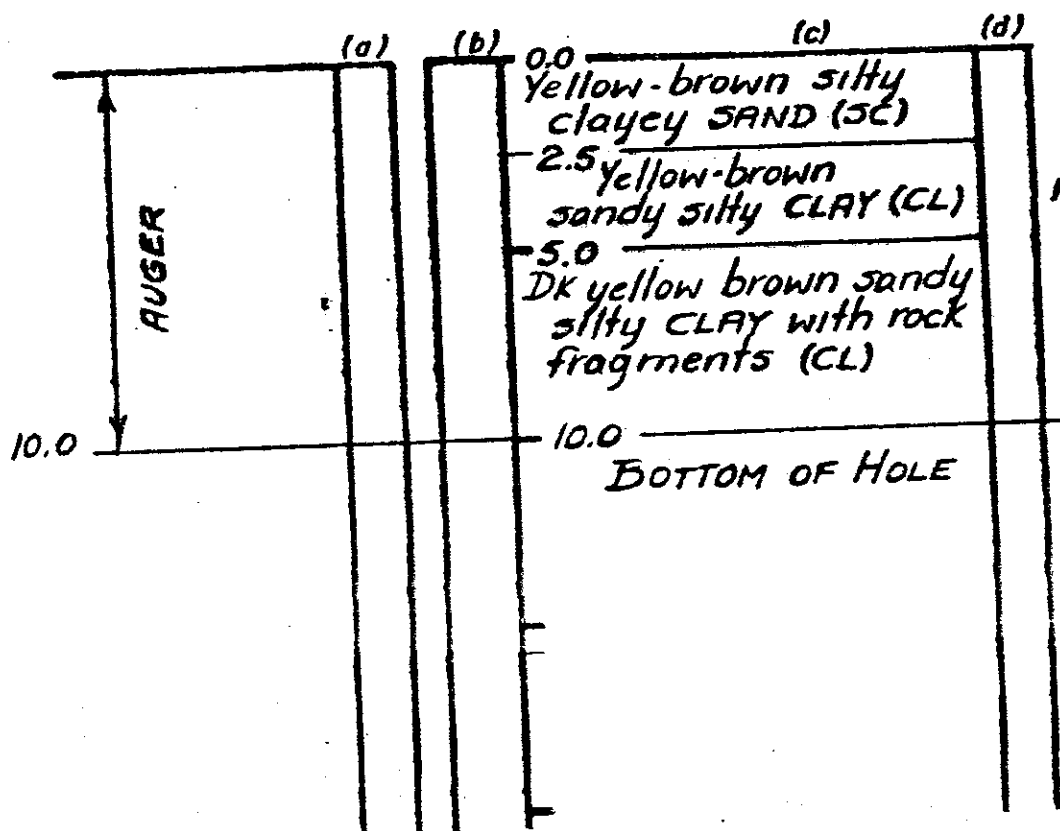 (a) (b) (c) (d)
0.0
Yellow-brown silty
clayey SAND (SC)
2.5
Yellow-brown
sandy silty CLAY (CL)
5.0
DK yellow brown sandy
silty CLAY with rock
fragments (CL)
AUGER
10.0
10.0
BOTTOM OF HOLE